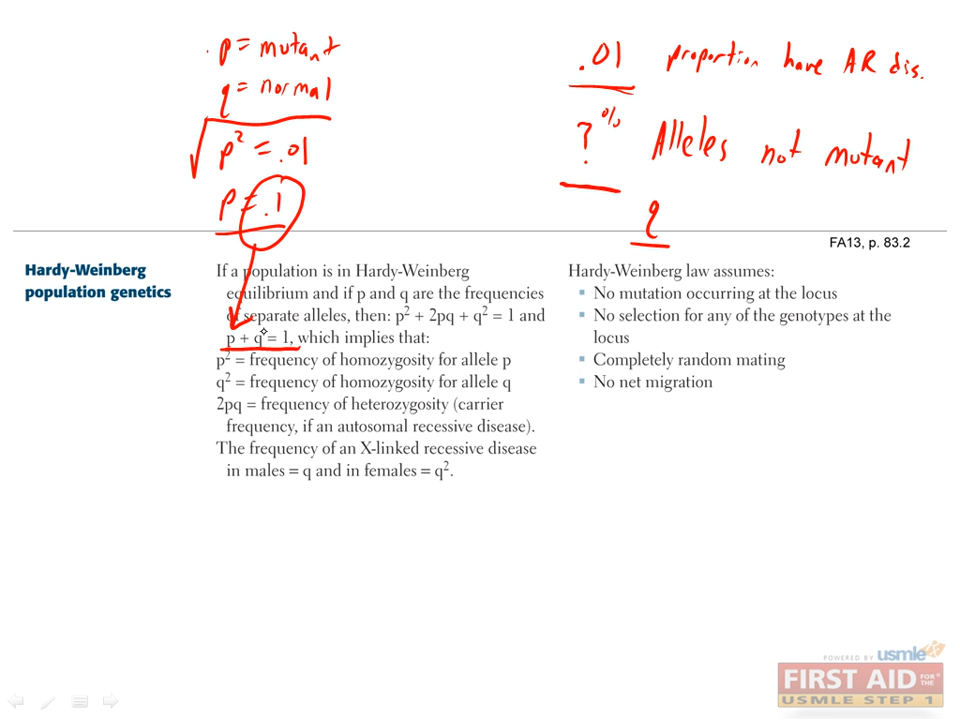 p = mutant
q = normal
√p² = .01
p = .1
.01 proportion have AR dis.
? % Alleles not mutant
q
FA13, p. 83.2
Hardy-Weinberg
population genetics
If a population is in Hardy-Weinberg
equilibrium and if p and q are the frequencies
of separate alleles, then: p² + 2pq + q² = 1 and
p + q = 1, which implies that:
p² = frequency of homozygosity for allele p
q² = frequency of homozygosity for allele q
2pq = frequency of heterozygosity (carrier
frequency, if an autosomal recessive disease).
The frequency of an X-linked recessive disease
in males = q and in females = q².
Hardy-Weinberg law assumes:
▪ No mutation occurring at the locus
▪ No selection for any of the genotypes at the
locus
▪ Completely random mating
▪ No net migration
POWERED BY usmle
FIRST AID FOR THE
USMLE STEP 1